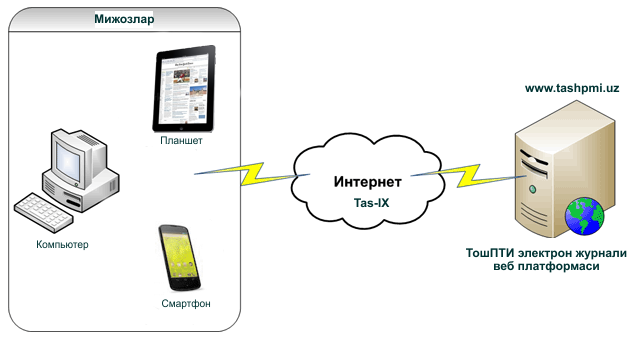 Мижозлар
www.tashpmi.uz
Планшет
Интернет
Tas-IX
Компьютер
ТошПТИ электрон журнали
веб платформаси
Смартфон